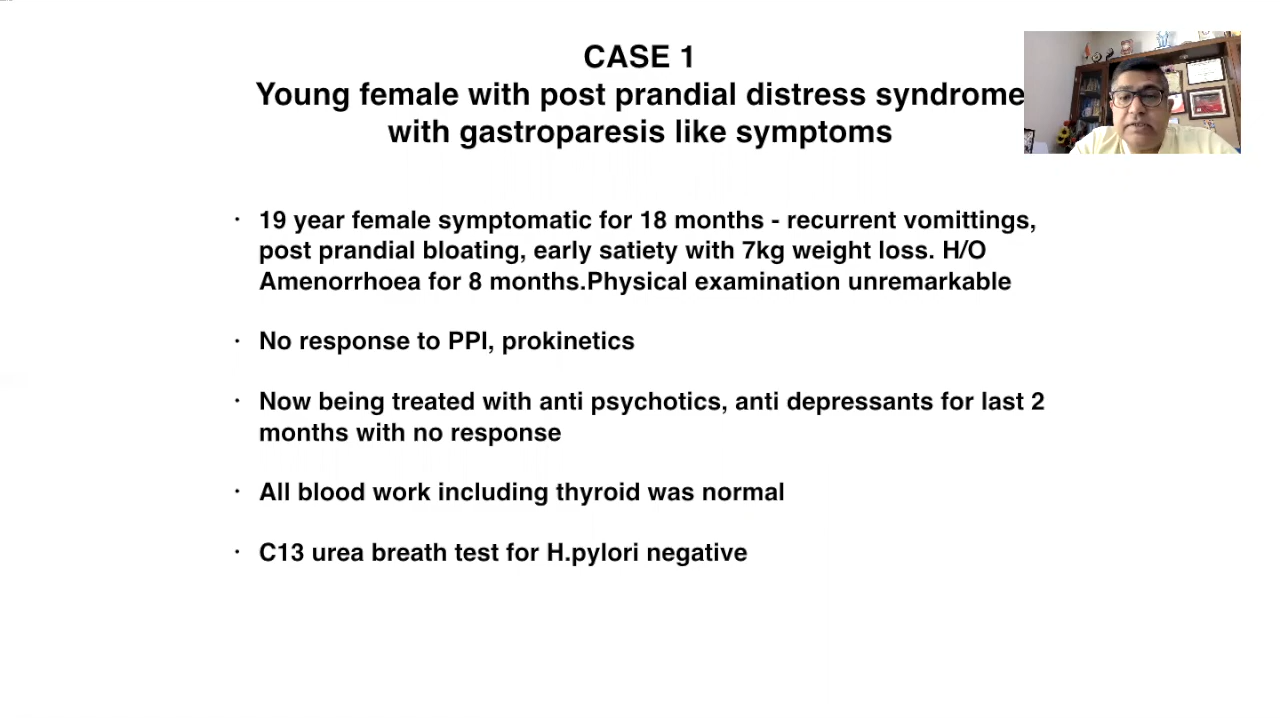 CASE 1
Young female with post prandial distress syndrome
with gastroparesis like symptoms
· 19 year female symptomatic for 18 months - recurrent vomittings,
post prandial bloating, early satiety with 7kg weight loss. H/O
Amenorrhoea for 8 months.Physical examination unremarkable
· No response to PPI, prokinetics
· Now being treated with anti psychotics, anti depressants for last 2
months with no response
· All blood work including thyroid was normal
· C13 urea breath test for H.pylori negative